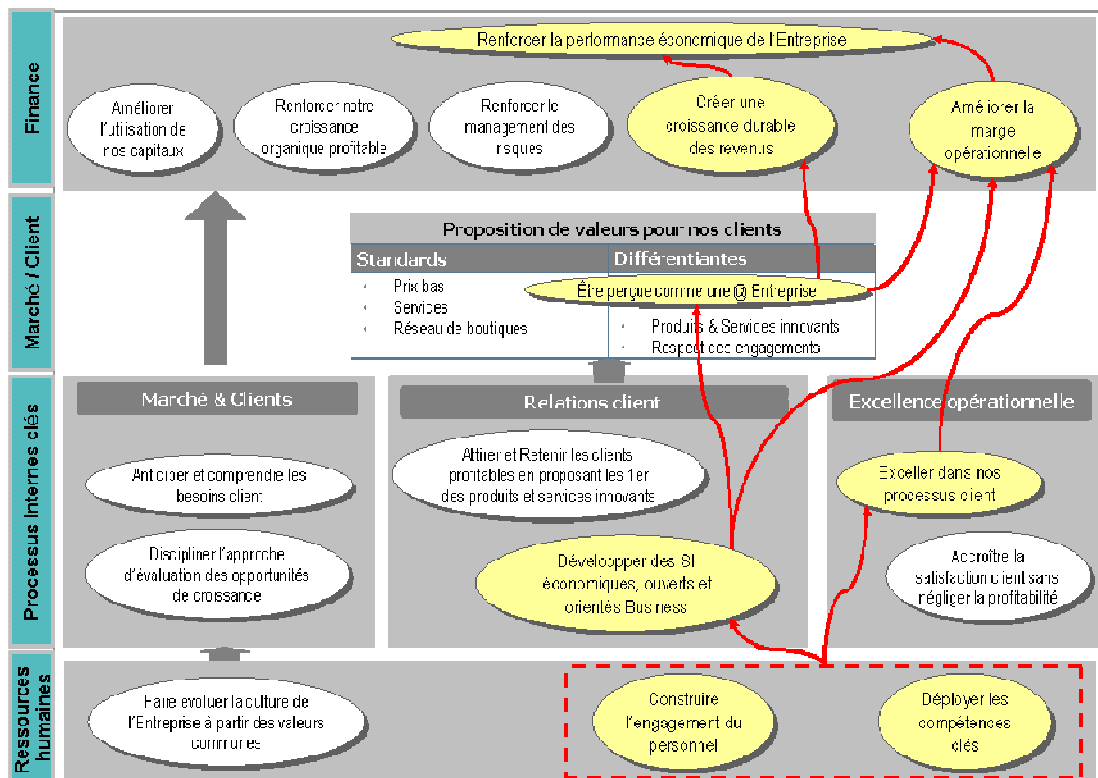 Finance
Renforcer la performance économique de l'Entreprise
Améliorer
l'utilisation de
nos capitaux
Renforcer notre
croissance
organique profitable
Renforcer le
management des
risques
Créer une
croissance durable
des revenus
Améliorer la
marge
opérationnelle
Marché / Client
Proposition de valeurs pour nos clients
Standards
Différentiantes
Prix bas
Services
Réseau de boutiques
Être perçue comme une @ Entreprise
Produits & Services innovants
Respect des engagements
Processus Internes clés
Marché & Clients
Anticiper et comprendre les
besoins client
Discipliner l'approche
d'évaluation des opportunités
de croissance
Relations client
Attirer et Retenir les clients
profitables en proposant les 1er
des produits et services innovants
Développer des SI
économiques, ouverts et
orientés Business
Excellence opérationnelle
Exceller dans nos
processus client
Accroître la
satisfaction client sans
négliger la profitabilité
Ressources
humaines
Faire evoluer la culture de
l'Entreprise à partir des valeurs
communes
Construire
l'engagement du
personnel
Déployer les
compétences
clés